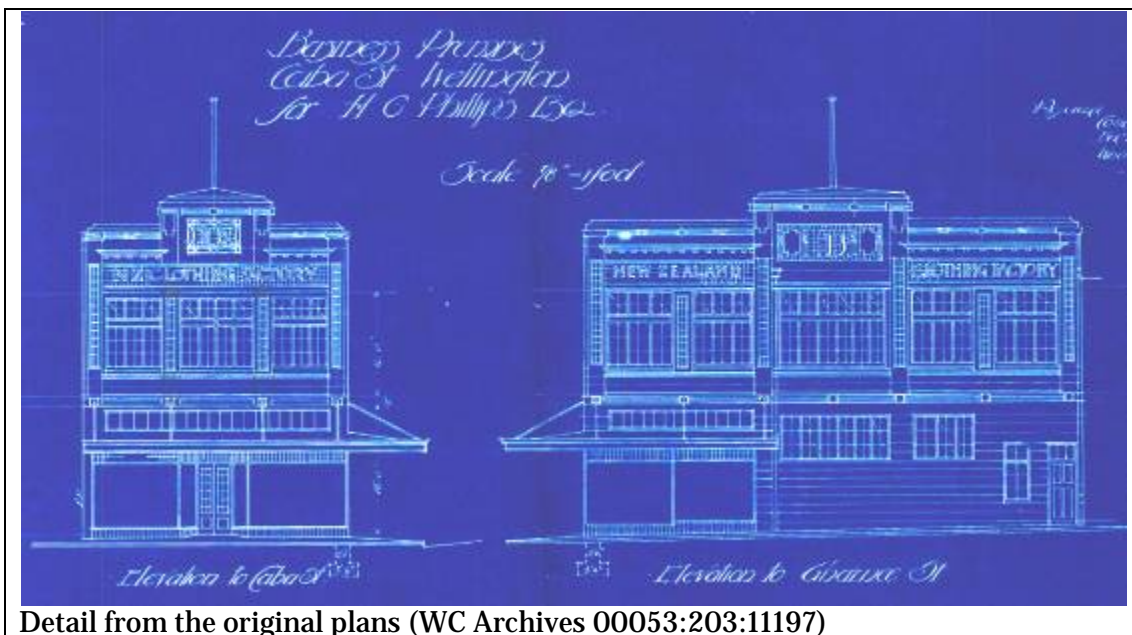 Business Premises
Cuba St Wellington
for H C Phillips Esq
Scale 1/8"-1 foot
N.Z. CLOTHING FACTORY
NEW ZEALAND
CLOTHING FACTORY
Elevation to Cuba St
Elevation to St
Detail from the original plans (WC Archives 00053:203:11197)